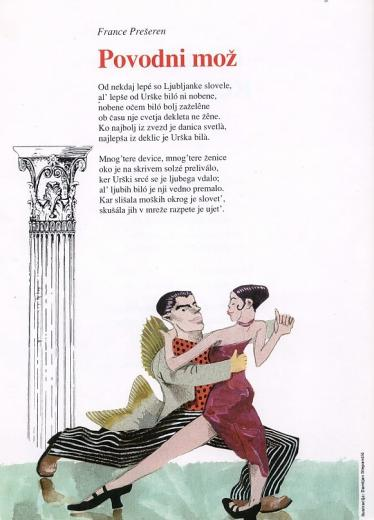 France Prešeren
Povodni mož
Od nekdaj lepé so Ljubljanke slovele,
al' lepše od Urške biló ni nobene,
nobene očem biló bolj zaželêne
ob času nje cvetja dekleta ne žêne.
Ko najbolj iz zvezd je danica svetlà,
najlepša iz deklic je Urška bilà.
Mnog'tere device, mnog'tere ženice
oko je na skrivem solzé preliválo,
ker Urški srcé se je ljubega vdalo;
al' ljubih biló je nji vedno premalo.
Kar slišala moških okrog je slovet',
skušála jih v mreže razpete je ujet'.
Ilustracija: Damijan Stepančič